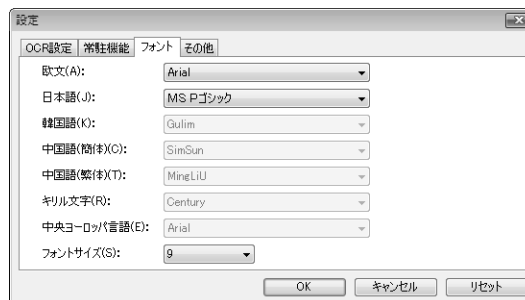 設定
OCR設定 常駐機能 フォント その他
欧文(A): Arial
日本語(J): MS Pゴシック
韓国語(K): Gulim
中国語(簡体)(C): SimSun
中国語(繁体)(T): MingLiU
キリル文字(R): Century
中央ヨーロッパ言語(E): Arial
フォントサイズ(S): 9
OK キャンセル リセット